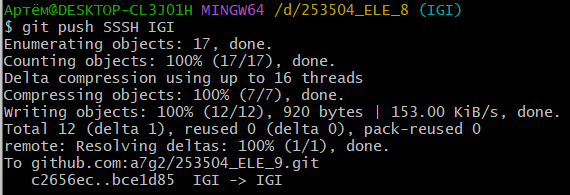 Артём@DESKTOP-CL3JO1H MINGW64 /d/253504_ELE_8 (IGI)
$ git push SSSH IGI
Enumerating objects: 17, done.
Counting objects: 100% (17/17), done.
Delta compression using up to 16 threads
Compressing objects: 100% (7/7), done.
Writing objects: 100% (12/12), 920 bytes | 153.00 KiB/s, done.
Total 12 (delta 1), reused 0 (delta 0), pack-reused 0
remote: Resolving deltas: 100% (1/1), done.
To github.com:a7g2/253504_ELE_9.git
   c2656ec..bce1d85  IGI -> IGI